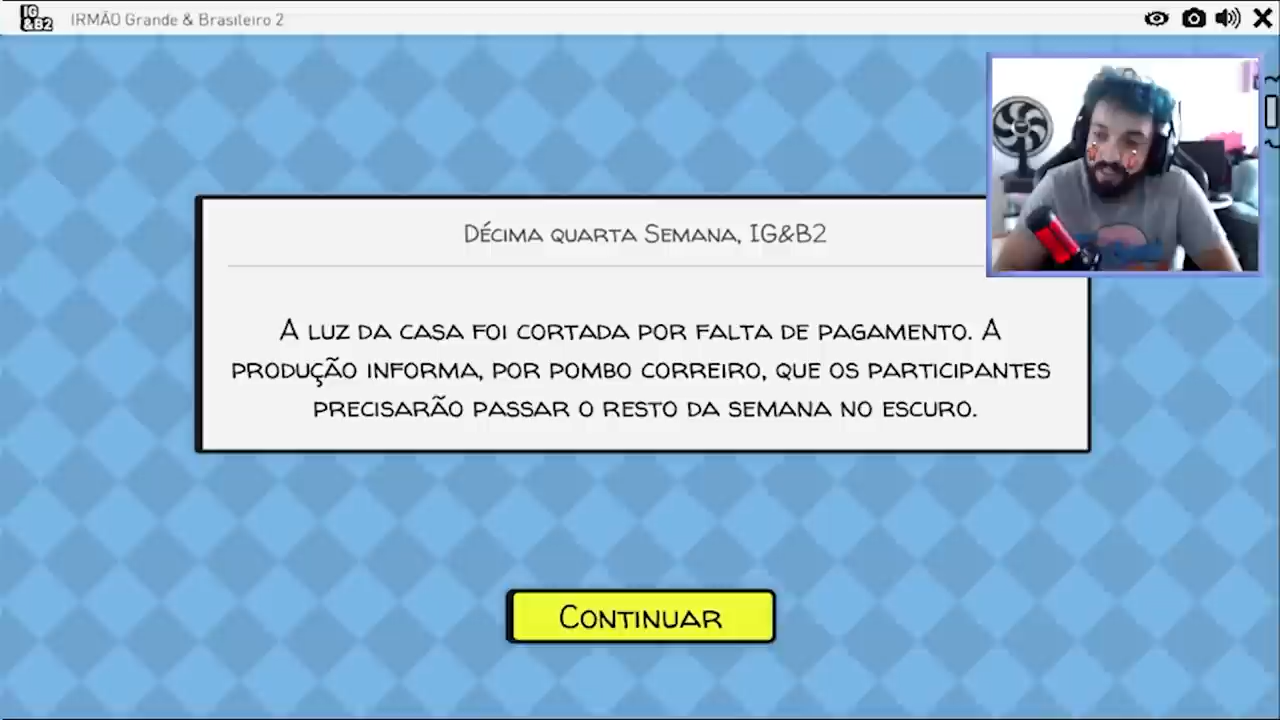 IG
&B2
IRMÃO Grande & Brasileiro 2
Décima quarta Semana, IG&B2
A luz da casa foi cortada por falta de pagamento. A
produção informa, por pombo correiro, que os participantes
precisarão passar o resto da semana no escuro.
Continuar